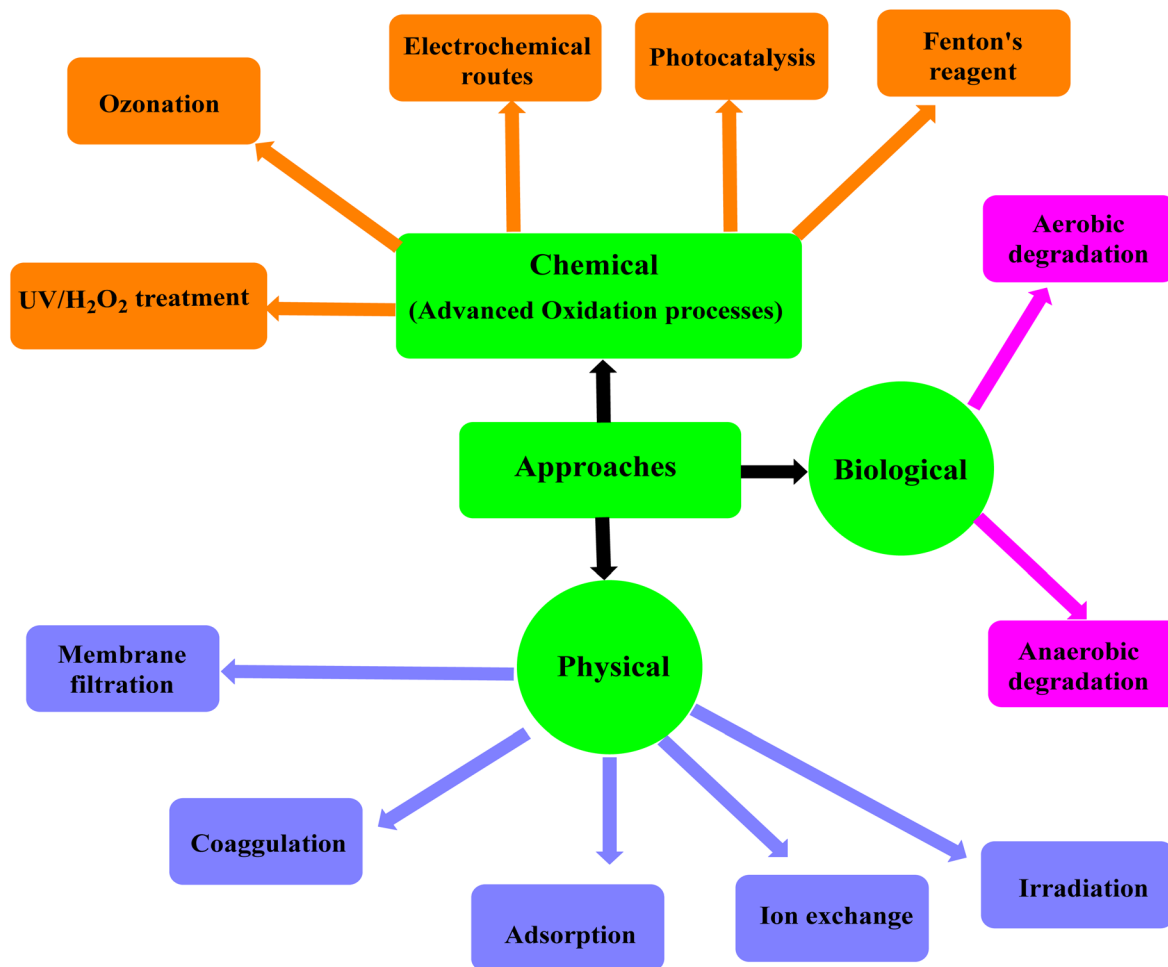 Electrochemical
routes
Photocatalysis
Fenton's
reagent
Ozonation
Aerobic
degradation
Chemical
(Advanced Oxidation processes)
UV/H₂O₂ treatment
Approaches
Biological
Membrane
filtration
Physical
Anaerobic
degradation
Coaggulation
Adsorption
Ion exchange
Irradiation